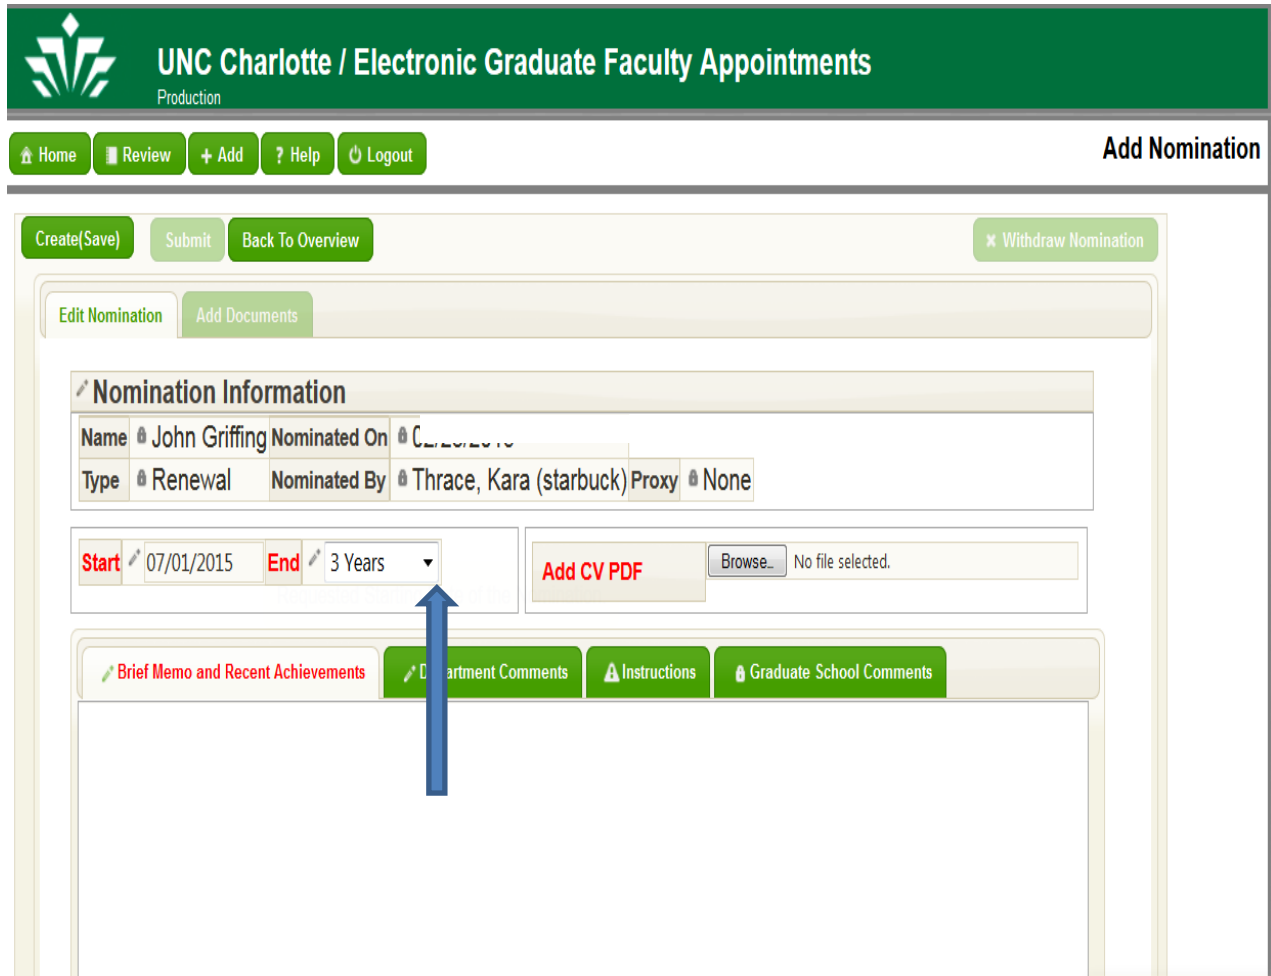 UNC Charlotte / Electronic Graduate Faculty Appointments
Production
Home Review + Add ? Help Logout Add Nomination
Create(Save) Submit Back To Overview × Withdraw Nomination
Edit Nomination Add Documents
Nomination Information
Name John Griffing Nominated On
Type Renewal Nominated By Thrace, Kara (starbuck) Proxy None
Start 07/01/2015 End 3 Years
Add CV PDF Browse_ No file selected.
Brief Memo and Recent Achievements Comments Instructions Graduate School Comments